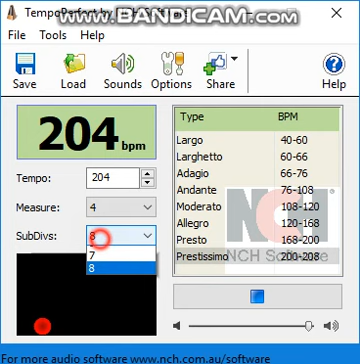 TempoPerfect by NCH Software
www.BANDICAM.com
File Tools Help
Save Load Sounds Options Share Help
204 bpm
Tempo: 204
Measure: 4
SubDivs: 8
7
8
Type BPM
Largo 40-60
Larghetto 60-66
Adagio 66-76
Andante 76-108
Moderato 108-120
Allegro 120-168
Presto 168-200
Prestissimo 200-208
NCH
NCH Software
For more audio software www.nch.com.au/software